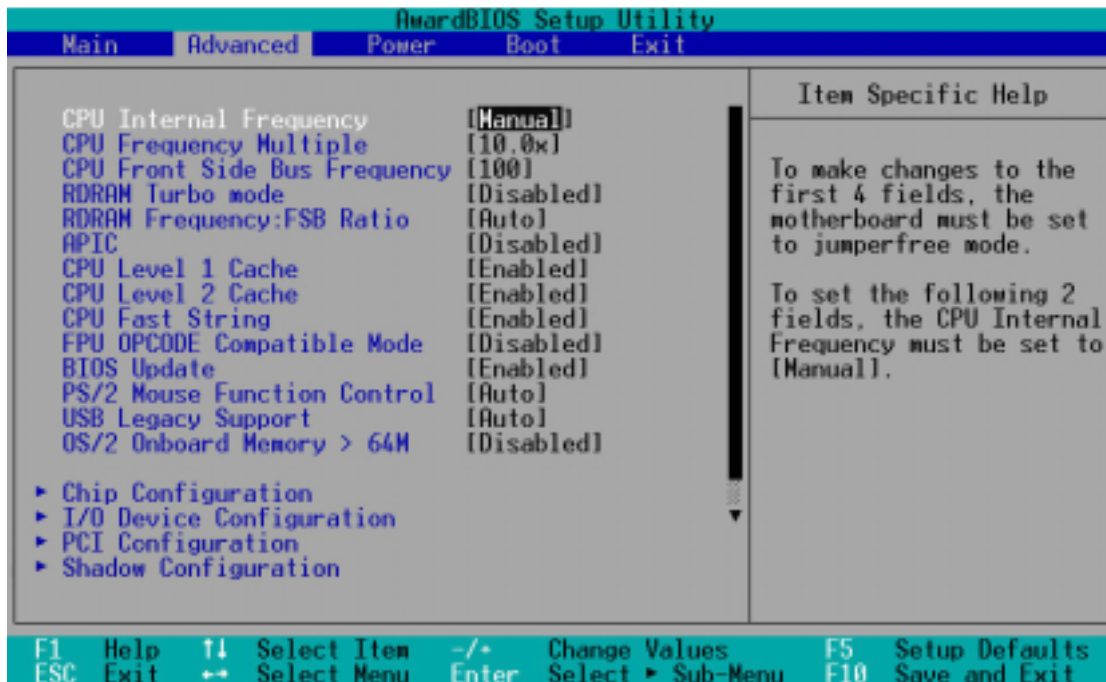 AwardBIOS Setup Utility
Main Advanced Power Boot Exit
CPU Internal Frequency [Manual]
CPU Frequency Multiple [10.0x]
CPU Front Side Bus Frequency [100]
RDRAM Turbo mode [Disabled]
RDRAM Frequency:FSB Ratio [Auto]
APIC [Disabled]
CPU Level 1 Cache [Enabled]
CPU Level 2 Cache [Enabled]
CPU Fast String [Enabled]
FPU OPCODE Compatible Mode [Disabled]
BIOS Update [Enabled]
PS/2 Mouse Function Control [Auto]
USB Legacy Support [Auto]
OS/2 Onboard Memory > 64M [Disabled]
► Chip Configuration
► I/O Device Configuration
► PCI Configuration
► Shadow Configuration
Item Specific Help
To make changes to the
first 4 fields, the
motherboard must be set
to jumperfree mode.
To set the following 2
fields, the CPU Internal
Frequency must be set to
[Manual].
F1 Help ↑↓ Select Item -/+ Change Values F5 Setup Defaults
ESC Exit ←→ Select Menu Enter Select ► Sub-Menu F10 Save and Exit